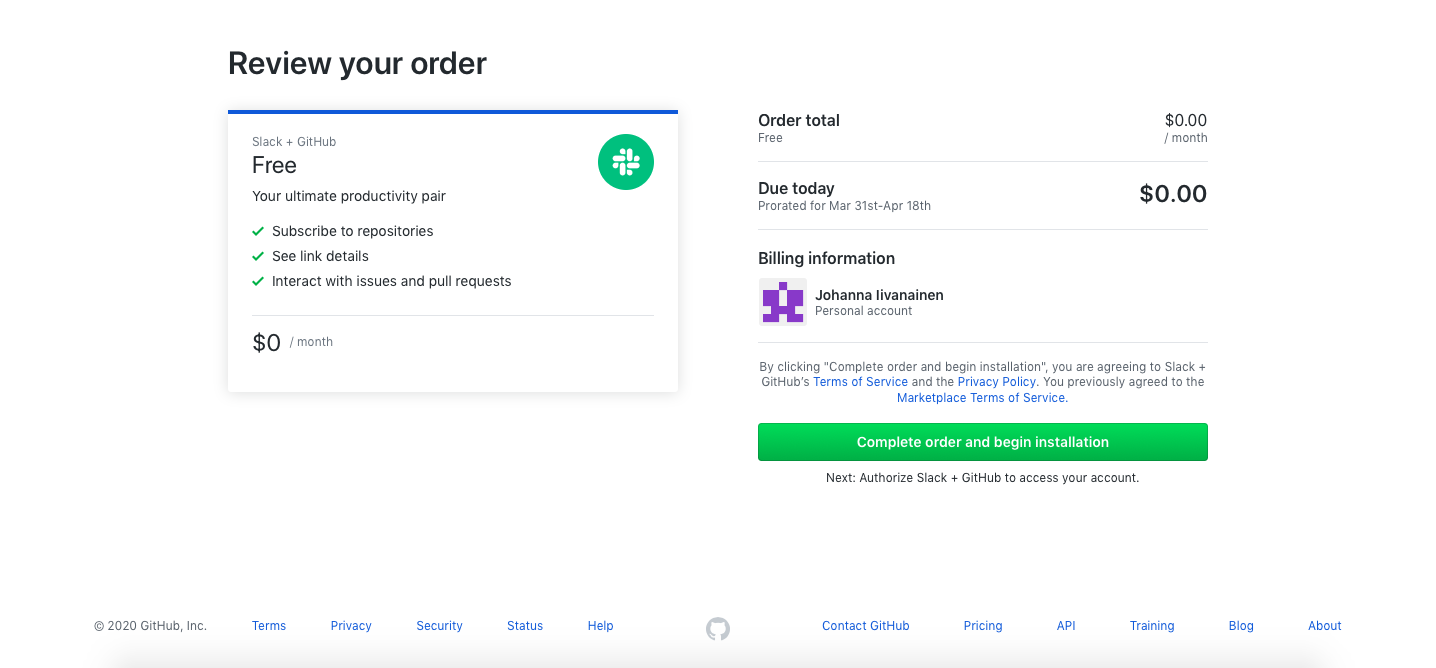 Review your order
Slack + GitHub
Free
Your ultimate productivity pair
Subscribe to repositories
See link details
Interact with issues and pull requests
$0 / month
Order total $0.00
Free / month
Due today $0.00
Prorated for Mar 31st-Apr 18th
Billing information
Johanna Iivanainen
Personal account
By clicking "Complete order and begin installation", you are agreeing to Slack +
GitHub's Terms of Service and the Privacy Policy. You previously agreed to the
Marketplace Terms of Service.
Complete order and begin installation
Next: Authorize Slack + GitHub to access your account.
© 2020 GitHub, Inc. Terms Privacy Security Status Help Contact GitHub Pricing API Training Blog About